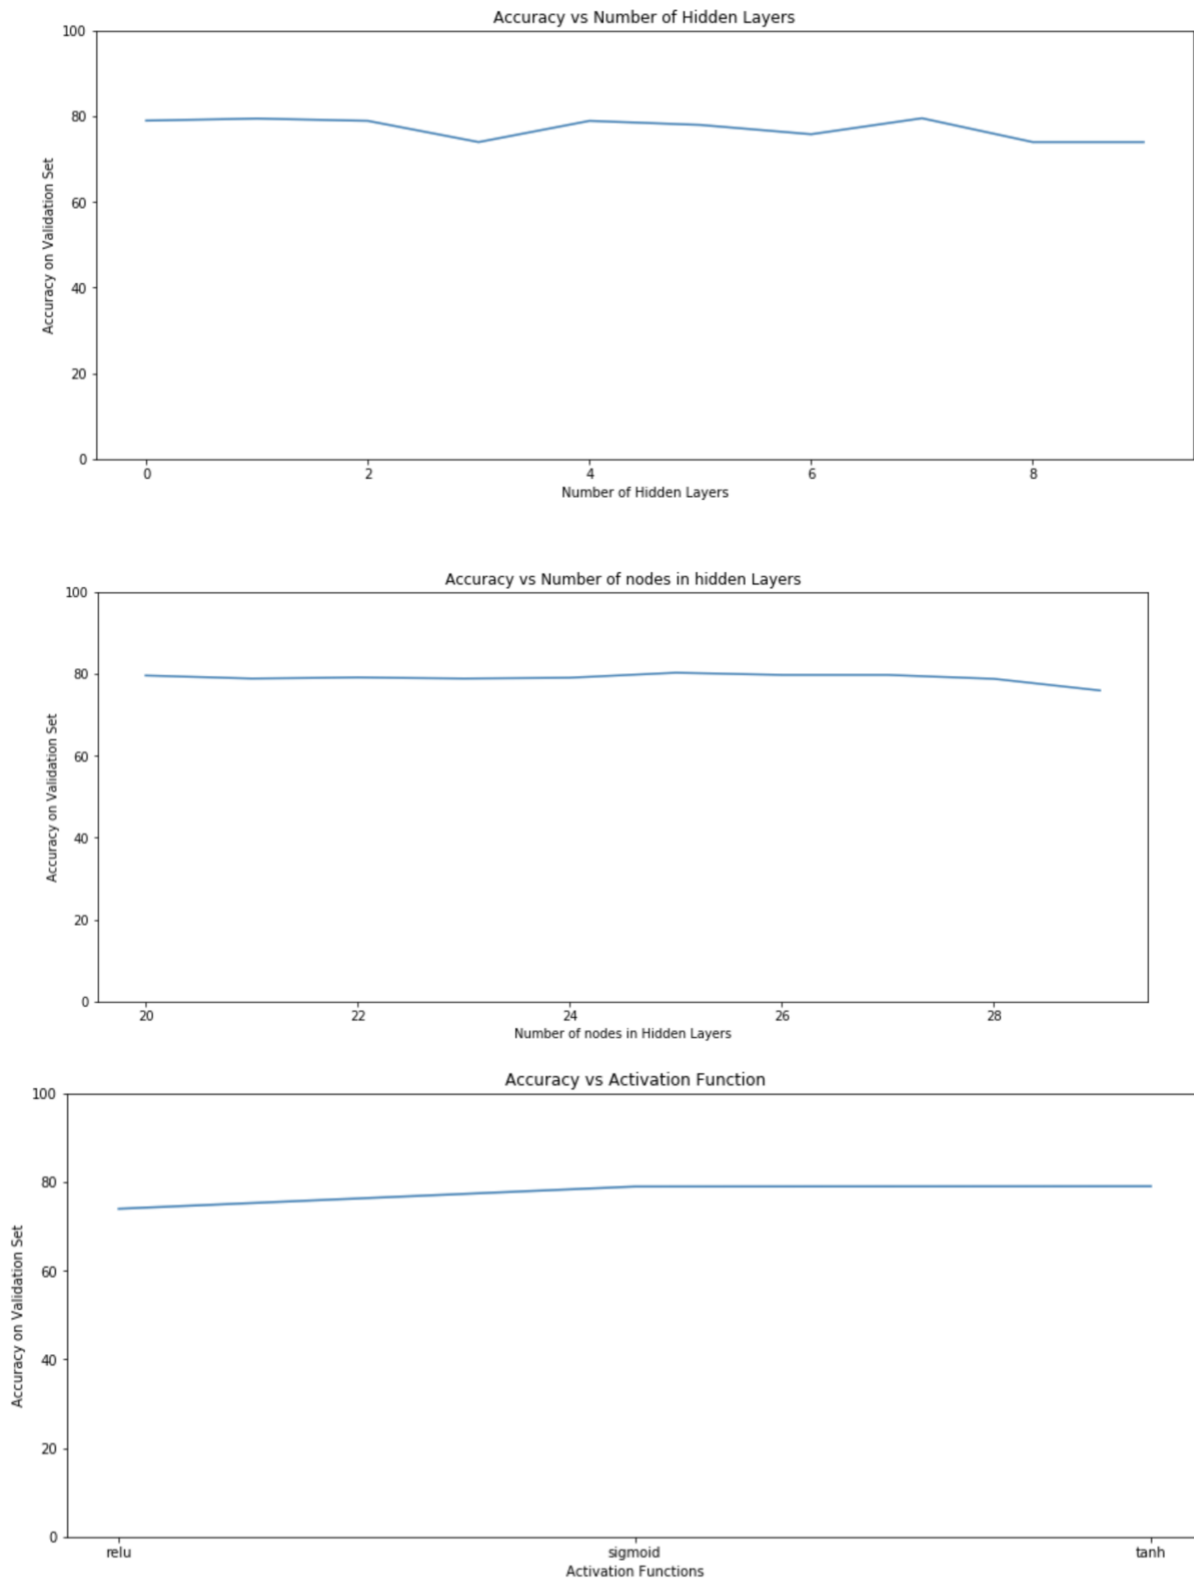 Accuracy vs Number of Hidden Layers
100
80
60
40
20
0
Accuracy on Validation Set
0 2 4 6 8
Number of Hidden Layers
Accuracy vs Number of nodes in hidden Layers
100
80
60
40
20
0
Accuracy on Validation Set
20 22 24 26 28
Number of nodes in Hidden Layers
Accuracy vs Activation Function
100
80
60
40
20
0
Accuracy on Validation Set
relu sigmoid tanh
Activation Functions